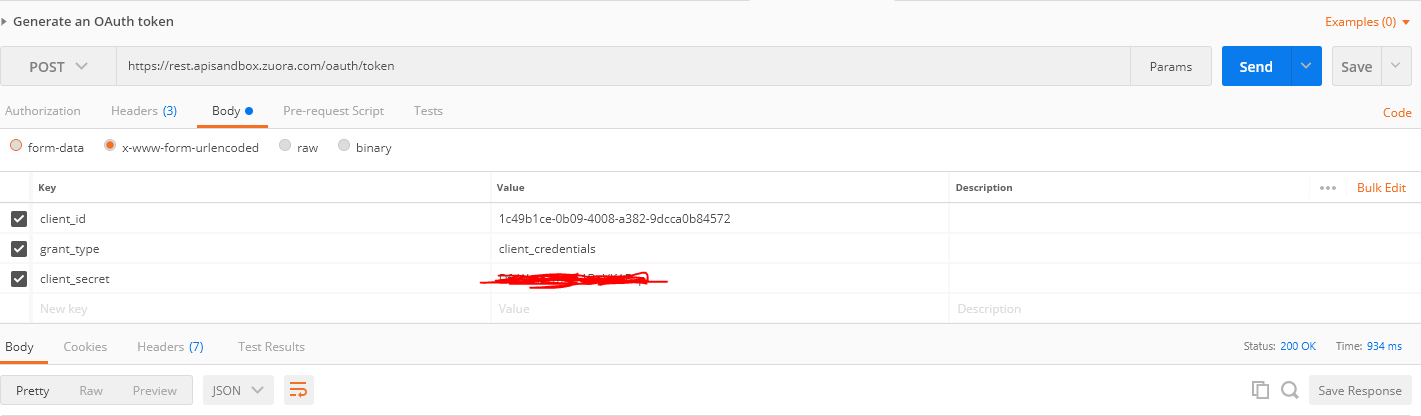 Generate an OAuth token
Examples (0)
POST https://rest.apisandbox.zuora.com/oauth/token Params Send Save
Authorization Headers (3) Body Pre-request Script Tests Code
form-data x-www-form-urlencoded raw binary
Key Value Description Bulk Edit
client_id 1c49b1ce-0b09-4008-a382-9dcca0b84572
grant_type client_credentials
client_secret
New key Value Description
Body Cookies Headers (7) Test Results Status: 200 OK Time: 934 ms
Pretty Raw Preview JSON Save Response